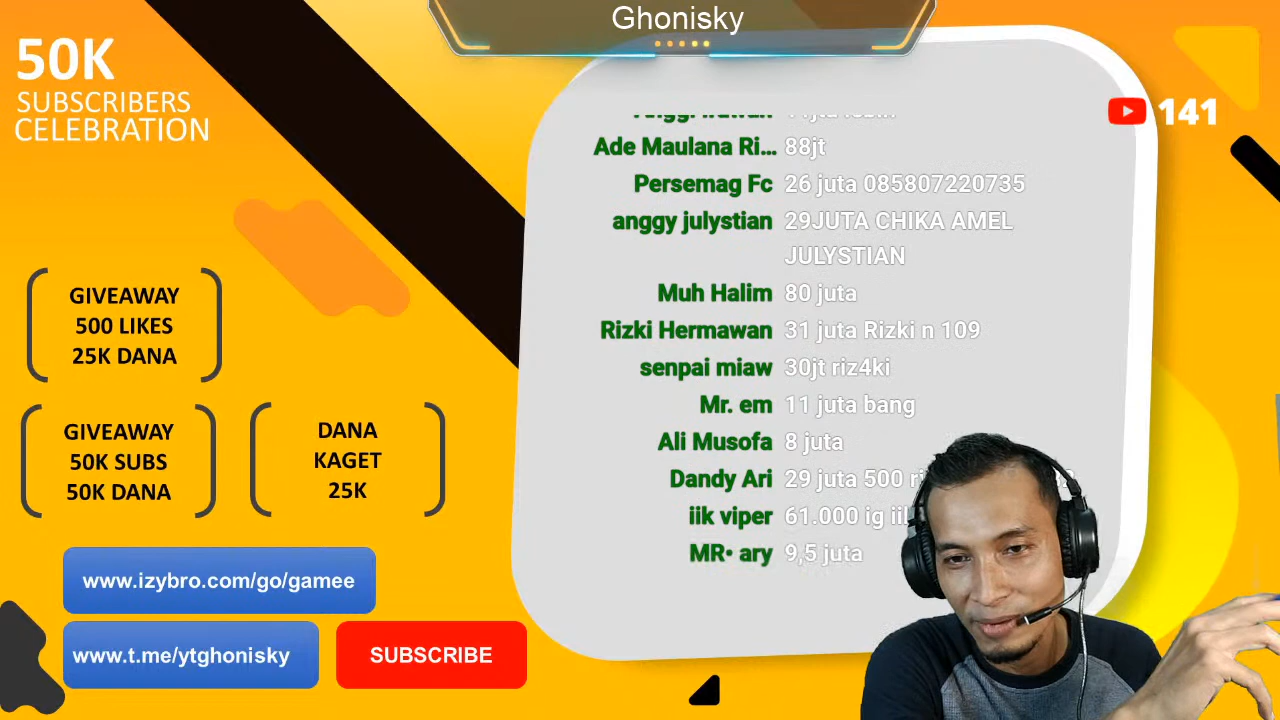 Ghonisky
50K
SUBSCRIBERS
CELEBRATION
141
Ade Maulana Ri... 88jt
Persemag Fc 26 juta 085807220735
anggy julystian 29JUTA CHIKA AMEL
JULYSTIAN
Muh Halim 80 juta
Rizki Hermawan 31 juta Rizki n 109
senpai miaw 30jt riz4ki
Mr. em 11 juta bang
Ali Musofa 8 juta
Dandy Ari 29 juta 500
iik viper 61.000 ig
MR• ary 9,5 juta
GIVEAWAY
500 LIKES
25K DANA
GIVEAWAY
50K SUBS
50K DANA
DANA
KAGET
25K
www.izybro.com/go/gamee
www.t.me/ytghonisky
SUBSCRIBE